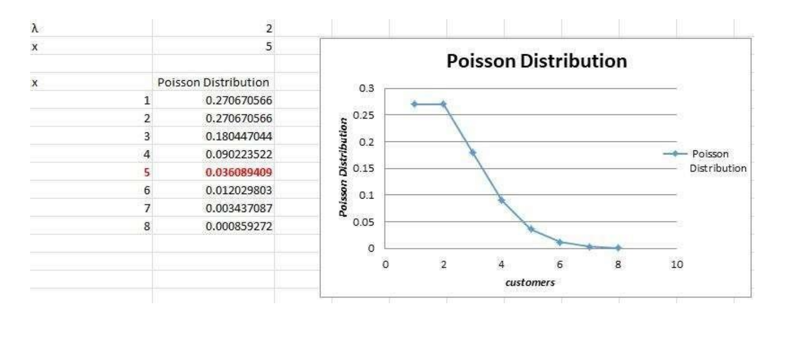 λ 2
x 5
x Poisson Distribution
1 0.270670566
2 0.270670566
3 0.180447044
4 0.090223522
5 0.036089409
6 0.012029803
7 0.003437087
8 0.000859272
Poisson Distribution
0.3
0.25
0.2
0.15
0.1
0.05
0
Poisson Distribution
0 2 4 6 8 10
customers
Poisson
Distribution